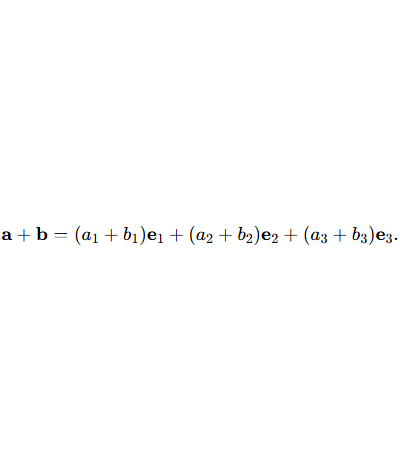 a + b = (a₁ + b₁)e₁ + (a₂ + b₂)e₂ + (a₃ + b₃)e₃.